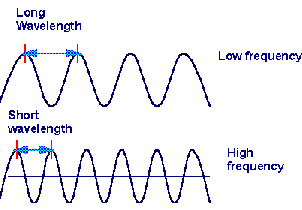 Long
Wavelength
Low frequency
Short
wavelength
High
frequency